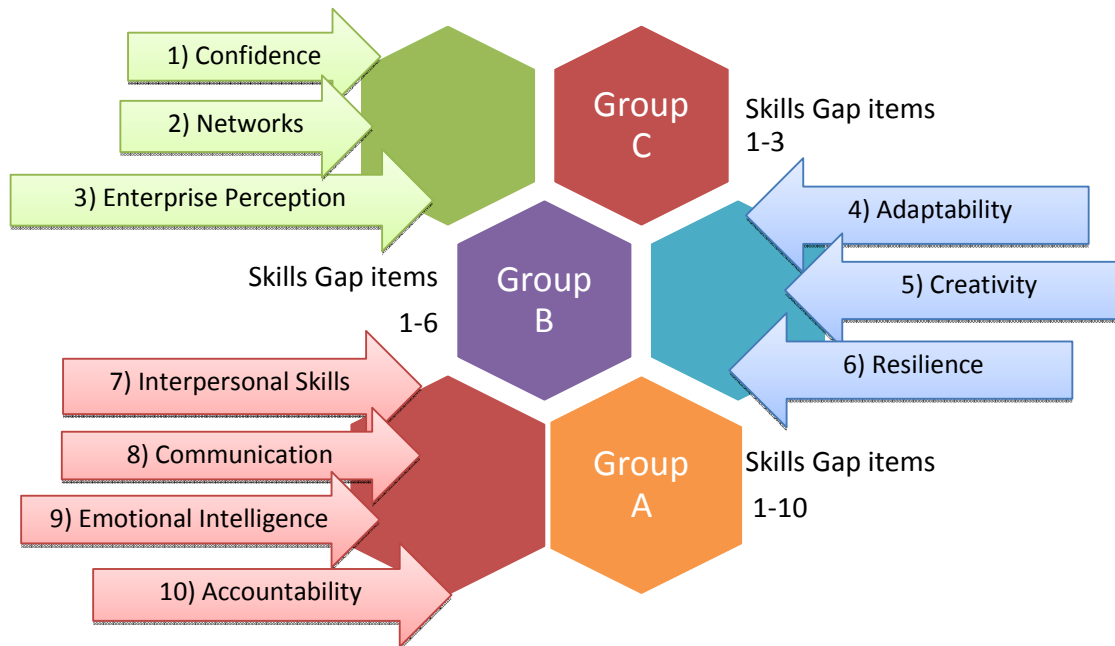 1) Confidence
2) Networks
3) Enterprise Perception
Group
C
Skills Gap items
1-3
4) Adaptability
5) Creativity
6) Resilience
Skills Gap items
1-6
Group
B
7) Interpersonal Skills
8) Communication
9) Emotional Intelligence
10) Accountability
Group
A
Skills Gap items
1-10